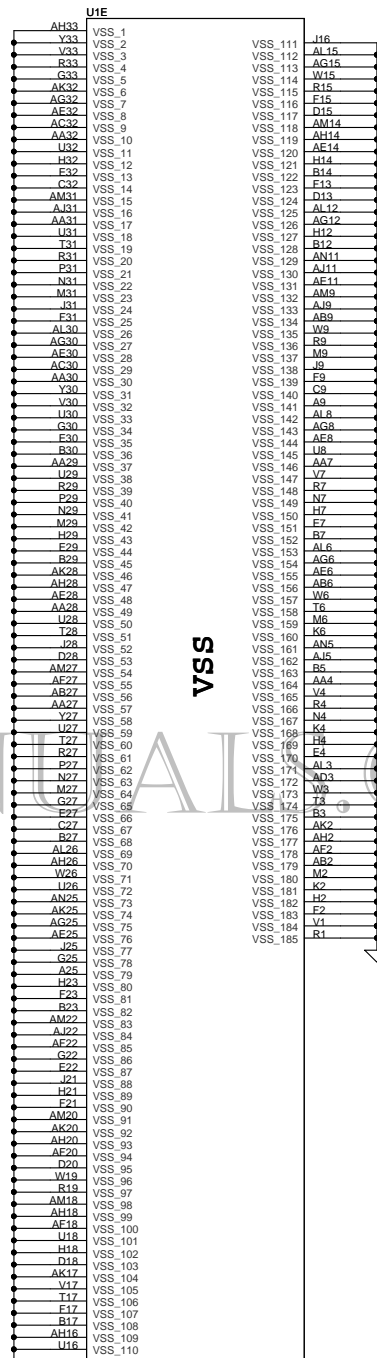 U1E
AH33 VSS_1
Y33 VSS_2
V33 VSS_3
R33 VSS_4
G33 VSS_5
AK32 VSS_6
AG32 VSS_7
AE32 VSS_8
AC32 VSS_9
AA32 VSS_10
U32 VSS_11
H32 VSS_12
E32 VSS_13
C32 VSS_14
AM31 VSS_15
AJ31 VSS_16
AA31 VSS_17
U31 VSS_18
T31 VSS_19
R31 VSS_20
P31 VSS_21
N31 VSS_22
M31 VSS_23
J31 VSS_24
F31 VSS_25
AL30 VSS_26
AG30 VSS_27
AE30 VSS_28
AC30 VSS_29
AA30 VSS_30
Y30 VSS_31
V30 VSS_32
U30 VSS_33
G30 VSS_34
E30 VSS_35
B30 VSS_36
AA29 VSS_37
U29 VSS_38
R29 VSS_39
P29 VSS_40
N29 VSS_41
M29 VSS_42
H29 VSS_43
E29 VSS_44
B29 VSS_45
AK28 VSS_46
AH28 VSS_47
AE28 VSS_48
AA28 VSS_49
U28 VSS_50
T28 VSS_51
J28 VSS_52
D28 VSS_53
AM27 VSS_54
AF27 VSS_55
AB27 VSS_56
AA27 VSS_57
Y27 VSS_58
U27 VSS_59
T27 VSS_60
R27 VSS_61
P27 VSS_62
N27 VSS_63
M27 VSS_64
G27 VSS_65
E27 VSS_66
C27 VSS_67
B27 VSS_68
AL26 VSS_69
AH26 VSS_70
W26 VSS_71
U26 VSS_72
AN25 VSS_73
AK25 VSS_74
AG25 VSS_75
AE25 VSS_76
J25 VSS_77
G25 VSS_78
A25 VSS_79
H23 VSS_80
F23 VSS_81
B23 VSS_82
AM22 VSS_83
AJ22 VSS_84
AF22 VSS_85
G22 VSS_86
E22 VSS_87
J21 VSS_88
H21 VSS_89
F21 VSS_90
AM20 VSS_91
AK20 VSS_92
AH20 VSS_93
AF20 VSS_94
D20 VSS_95
W19 VSS_96
R19 VSS_97
AM18 VSS_98
AH18 VSS_99
AF18 VSS_100
U18 VSS_101
H18 VSS_102
D18 VSS_103
AK17 VSS_104
V17 VSS_105
T17 VSS_106
F17 VSS_107
B17 VSS_108
AH16 VSS_109
U16 VSS_110
VSS
VSS_111 J16
VSS_112 AL15
VSS_113 AG15
VSS_114 W15
VSS_115 R15
VSS_116 F15
VSS_117 D15
VSS_118 AM14
VSS_119 AH14
VSS_120 AE14
VSS_121 H14
VSS_122 B14
VSS_123 F13
VSS_124 D13
VSS_125 AL12
VSS_126 AG12
VSS_127 H12
VSS_128 B12
VSS_129 AN11
VSS_130 AJ11
VSS_131 AE11
VSS_132 AM9
VSS_133 AJ9
VSS_134 AB9
VSS_135 W9
VSS_136 R9
VSS_137 M9
VSS_138 J9
VSS_139 F9
VSS_140 C9
VSS_141 A9
VSS_142 AL8
VSS_143 AG8
VSS_144 AE8
VSS_145 U8
VSS_146 AA7
VSS_147 V7
VSS_148 R7
VSS_149 N7
VSS_150 H7
VSS_151 E7
VSS_152 B7
VSS_153 AL6
VSS_154 AG6
VSS_155 AE6
VSS_156 AB6
VSS_157 W6
VSS_158 T6
VSS_159 M6
VSS_160 K6
VSS_161 AN5
VSS_162 AJ5
VSS_163 B5
VSS_164 AA4
VSS_165 V4
VSS_166 R4
VSS_167 N4
VSS_168 K4
VSS_169 H4
VSS_170 E4
VSS_171 AL3
VSS_172 AD3
VSS_173 W3
VSS_174 T3
VSS_175 B3
VSS_176 AK2
VSS_177 AH2
VSS_178 AF2
VSS_179 AB2
VSS_180 M2
VSS_181 K2
VSS_182 H2
VSS_183 F2
VSS_184 V1
VSS_185 R1
UALS.